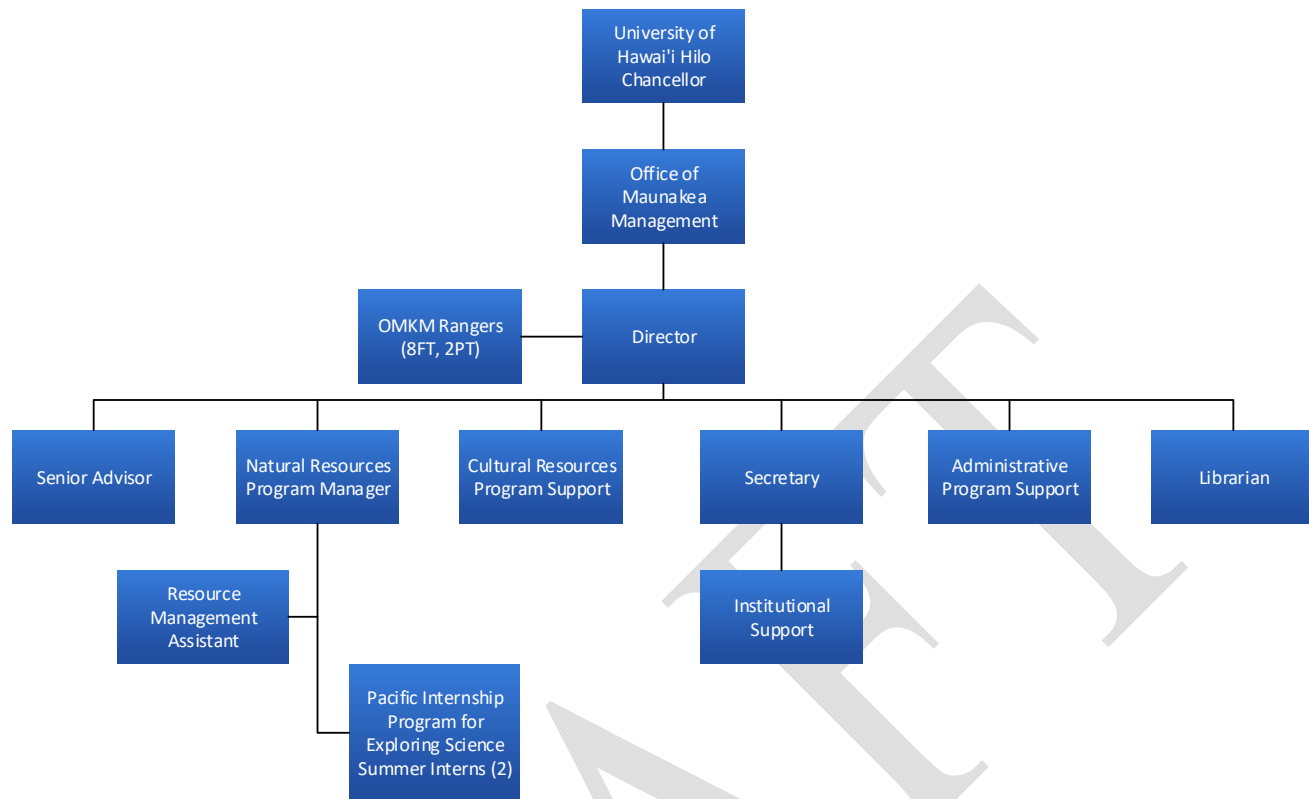 University of
Hawai'i Hilo
Chancellor
Office of
Maunakea
Management
OMKM Rangers
(8FT, 2PT)
Director
Senior Advisor
Natural Resources
Program Manager
Cultural Resources
Program Support
Secretary
Administrative
Program Support
Librarian
Resource
Management
Assistant
Institutional
Support
Pacific Internship
Program for
Exploring Science
Summer Interns (2)
AFT